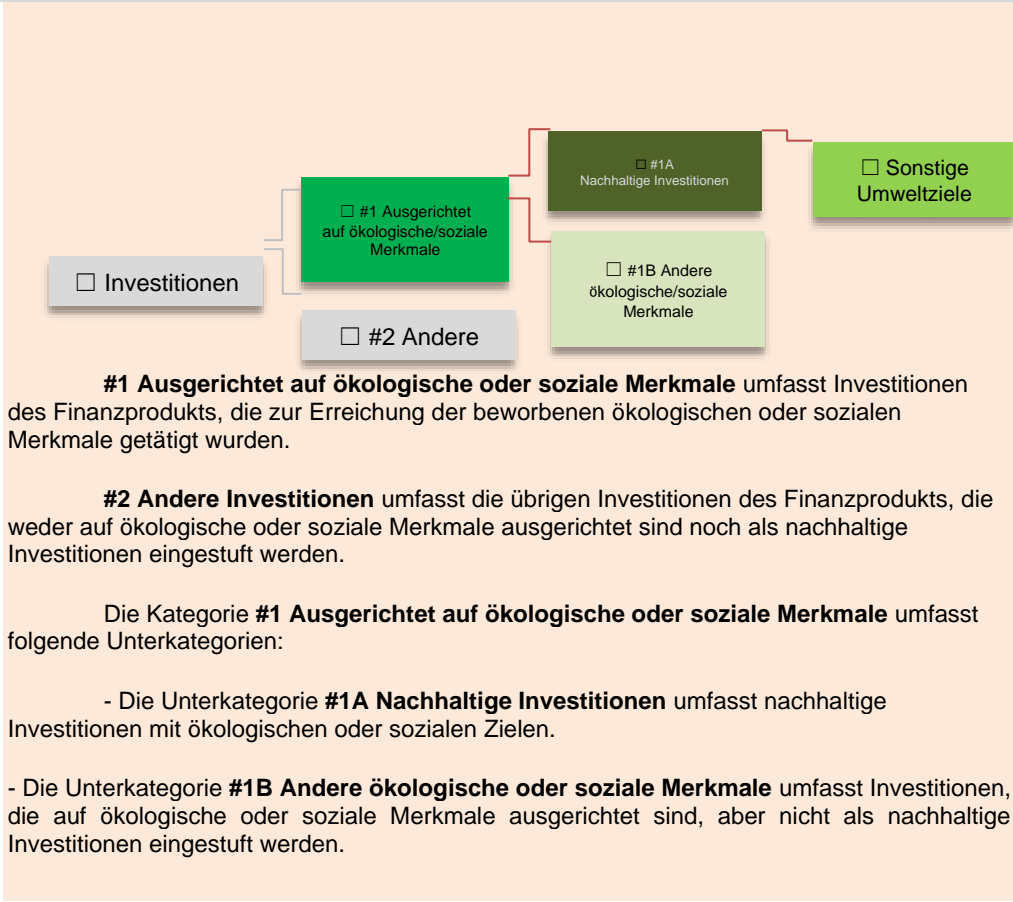 ☐ #1A
Nachhaltige Investitionen
☐ Sonstige
Umweltziele
☐ #1 Ausgerichtet
auf ökologische/soziale
Merkmale
☐ #1B Andere
ökologische/soziale
Merkmale
☐ Investitionen
☐ #2 Andere
#1 Ausgerichtet auf ökologische oder soziale Merkmale umfasst Investitionen
des Finanzprodukts, die zur Erreichung der beworbenen ökologischen oder sozialen
Merkmale getätigt wurden.
#2 Andere Investitionen umfasst die übrigen Investitionen des Finanzprodukts, die
weder auf ökologische oder soziale Merkmale ausgerichtet sind noch als nachhaltige
Investitionen eingestuft werden.
Die Kategorie #1 Ausgerichtet auf ökologische oder soziale Merkmale umfasst
folgende Unterkategorien:
- Die Unterkategorie #1A Nachhaltige Investitionen umfasst nachhaltige
Investitionen mit ökologischen oder sozialen Zielen.
- Die Unterkategorie #1B Andere ökologische oder soziale Merkmale umfasst Investitionen,
die auf ökologische oder soziale Merkmale ausgerichtet sind, aber nicht als nachhaltige
Investitionen eingestuft werden.